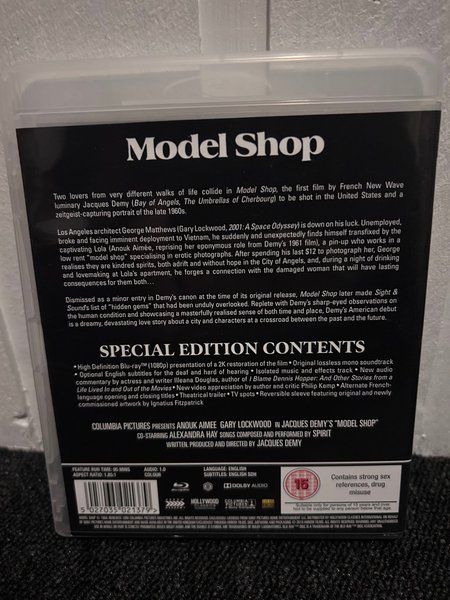 Model Shop
Two lovers from very different walks of life collide in Model Shop, the first film by French New Wave
luminary Jacques Demy (Bay of Angels, The Umbrellas of Cherbourg) to be shot in the United States and a
zeitgeist-capturing portrait of the late 1960s.
Los Angeles architect George Matthews (Gary Lockwood, 2001: A Space Odyssey) is down on his luck. Unemployed,
broke and facing imminent deployment to Vietnam, he suddenly and unexpectedly finds himself transfixed by the
captivating Lola (Anouk Aimée, reprising her eponymous role from Demy's 1961 film), a pin-up who works in a
low rent "model shop" specialising in erotic photographs. After spending his last $12 to photograph her, George
realises they are kindred spirits, both adrift and without hope in the City of Angels, and, during a night of drinking
and lovemaking at Lola's apartment, he forges a connection with the damaged woman that will have lasting
consequences for them both...
Dismissed as a minor entry in Demy's canon at the time of its original release, Model Shop later made Sight &
Sound's list of "hidden gems" that had been unduly overlooked. Replete with Demy's sharp-eyed observations on
the human condition and showcasing a masterfully realised sense of both time and place, Demy's American debut
is a dreamy, devastating love story about a city and characters at a crossroad between the past and the future.
SPECIAL EDITION CONTENTS
• High Definition Blu-ray™ (1080p) presentation of a 2K restoration of the film • Original lossless mono soundtrack
• Optional English subtitles for the deaf and hard of hearing • Isolated music and effects track • New audio
commentary by actress and writer Illeana Douglas, author of I Blame Dennis Hopper: And Other Stories from a
Life Lived In and Out of the Movies • New video appreciation by author and critic Philip Kemp • Alternate French-
language opening and closing titles • Theatrical trailer • TV spots • Reversible sleeve featuring original and newly
commissioned artwork by Ignatius Fitzpatrick
COLUMBIA PICTURES PRESENTS ANOUK AIMEE GARY LOCKWOOD IN JACQUES DEMY'S "MODEL SHOP"
CO-STARRING ALEXANDRA HAY SONGS COMPOSED AND PERFORMED BY SPIRIT
WRITTEN, PRODUCED AND DIRECTED BY JACQUES DEMY
FEATURE RUN TIME: 95 MINS
ASPECT RATIO: 1.85:1
AUDIO: 1.0
COLOUR
LANGUAGE: ENGLISH
SUBTITLES: ENGLISH SDH
5 027035 021379
DOLBY AUDIO
HOLLYWOOD
15
Contains strong sex
references, drug
misuse
Suitable only for persons of 15 years and over.